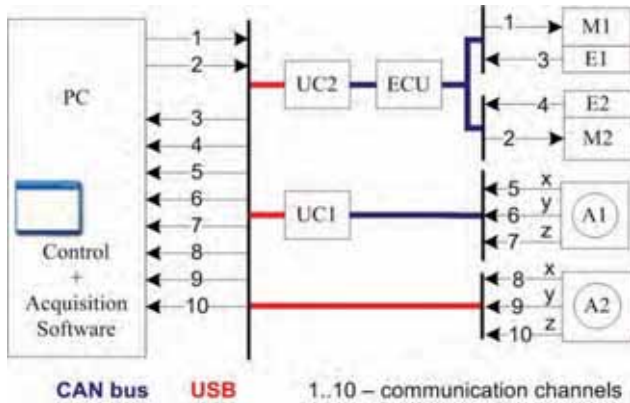 PC
Control
+
Acquisition
Software
1
2
3
4
5
6
7
8
9
10
UC2
ECU
UC1
1
3
4
2
M1
E1
E2
M2
5 x
6 y
7 z
A1
8 x
9 y
10 z
A2
CAN bus USB 1..10 – communication channels